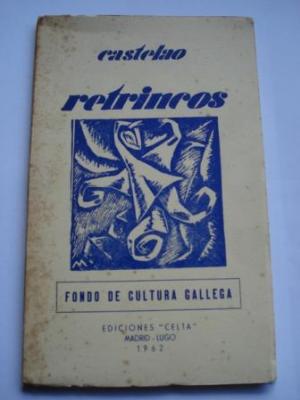 castelao
retrincos
FONDO DE CULTURA GALLEGA
EDICIONES "CELTA"
MADRID - LUGO
1962